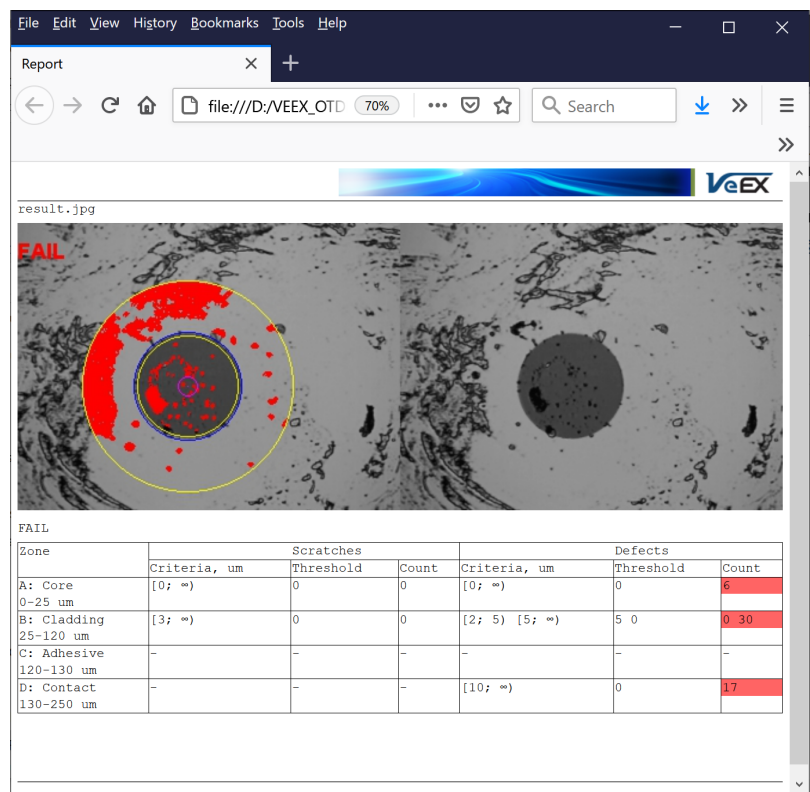 File Edit View History Bookmarks Tools Help
Report
file:///D:/VEEX_OTD 70% Search
VeEX
result.jpg
FAIL
FAIL
Zone Scratches Defects
Criteria, um Threshold Count Criteria, um Threshold Count
A: Core [0; ∞) 0 0 [0; ∞) 0 6
0-25 um
B: Cladding [3; ∞) 0 0 [2; 5) [5; ∞) 5 0 0 30
25-120 um
C: Adhesive - - - - - -
120-130 um
D: Contact - - - [10; ∞) 0 17
130-250 um